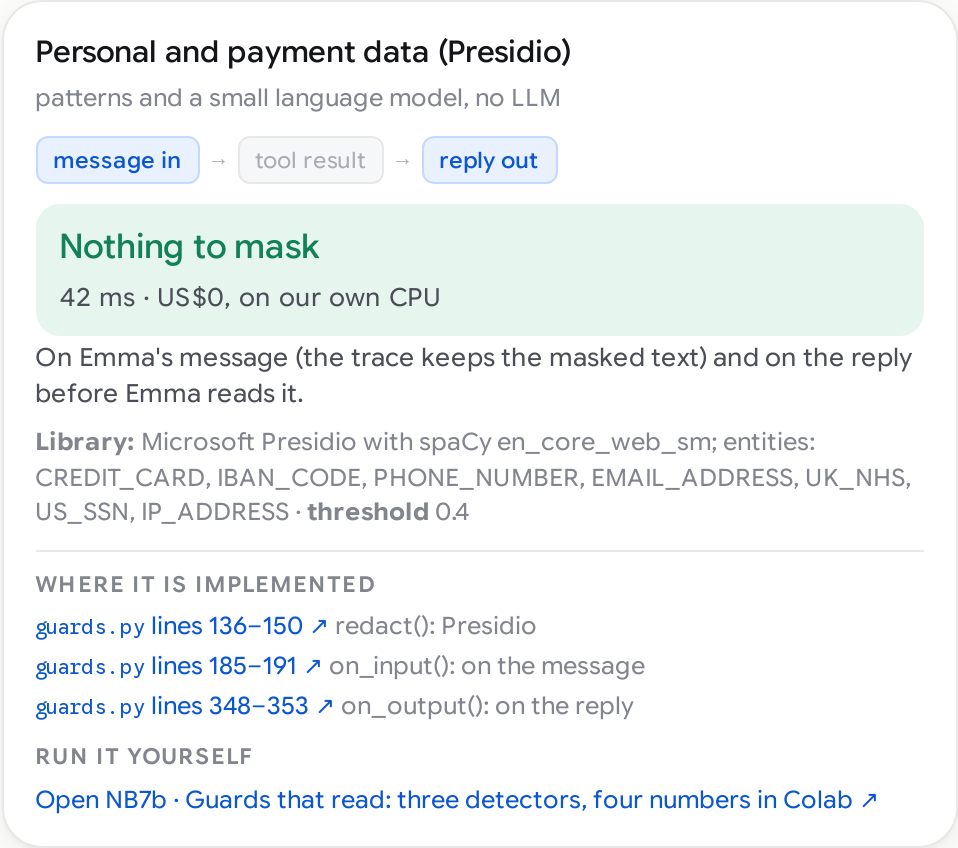 Personal and payment data (Presidio)
patterns and a small language model, no LLM
message in → tool result → reply out
Nothing to mask
42 ms · US$0, on our own CPU
On Emma's message (the trace keeps the masked text) and on the reply
before Emma reads it.
Library: Microsoft Presidio with spaCy en_core_web_sm; entities:
CREDIT_CARD, IBAN_CODE, PHONE_NUMBER, EMAIL_ADDRESS, UK_NHS,
US_SSN, IP_ADDRESS · threshold 0.4
WHERE IT IS IMPLEMENTED
guards.py lines 136–150 ↗ redact(): Presidio
guards.py lines 185–191 ↗ on_input(): on the message
guards.py lines 348–353 ↗ on_output(): on the reply
RUN IT YOURSELF
Open NB7b · Guards that read: three detectors, four numbers in Colab ↗